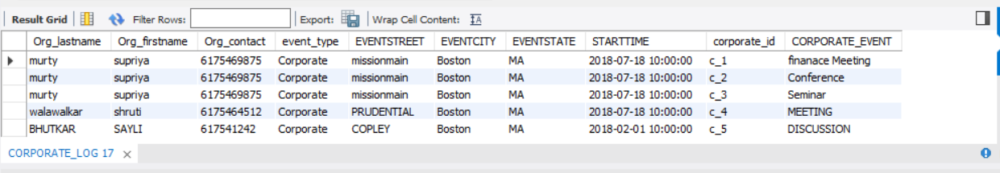 Result Grid Filter Rows: Export: Wrap Cell Content: IA
Org_lastname Org_firstname Org_contact event_type EVENTSTREET EVENTCITY EVENTSTATE STARTTIME corporate_id CORPORATE_EVENT
murty supriya 6175469875 Corporate missionmain Boston MA 2018-07-18 10:00:00 c_1 finanace Meeting
murty supriya 6175469875 Corporate missionmain Boston MA 2018-07-18 10:00:00 c_2 Conference
murty supriya 6175469875 Corporate missionmain Boston MA 2018-07-18 10:00:00 c_3 Seminar
walawalkar shruti 6175464512 Corporate PRUDENTIAL Boston MA 2018-07-18 10:00:00 c_4 MEETING
BHUTKAR SAYLI 617541242 Corporate COPLEY Boston MA 2018-02-01 10:00:00 c_5 DISCUSSION
CORPORATE_LOG 17